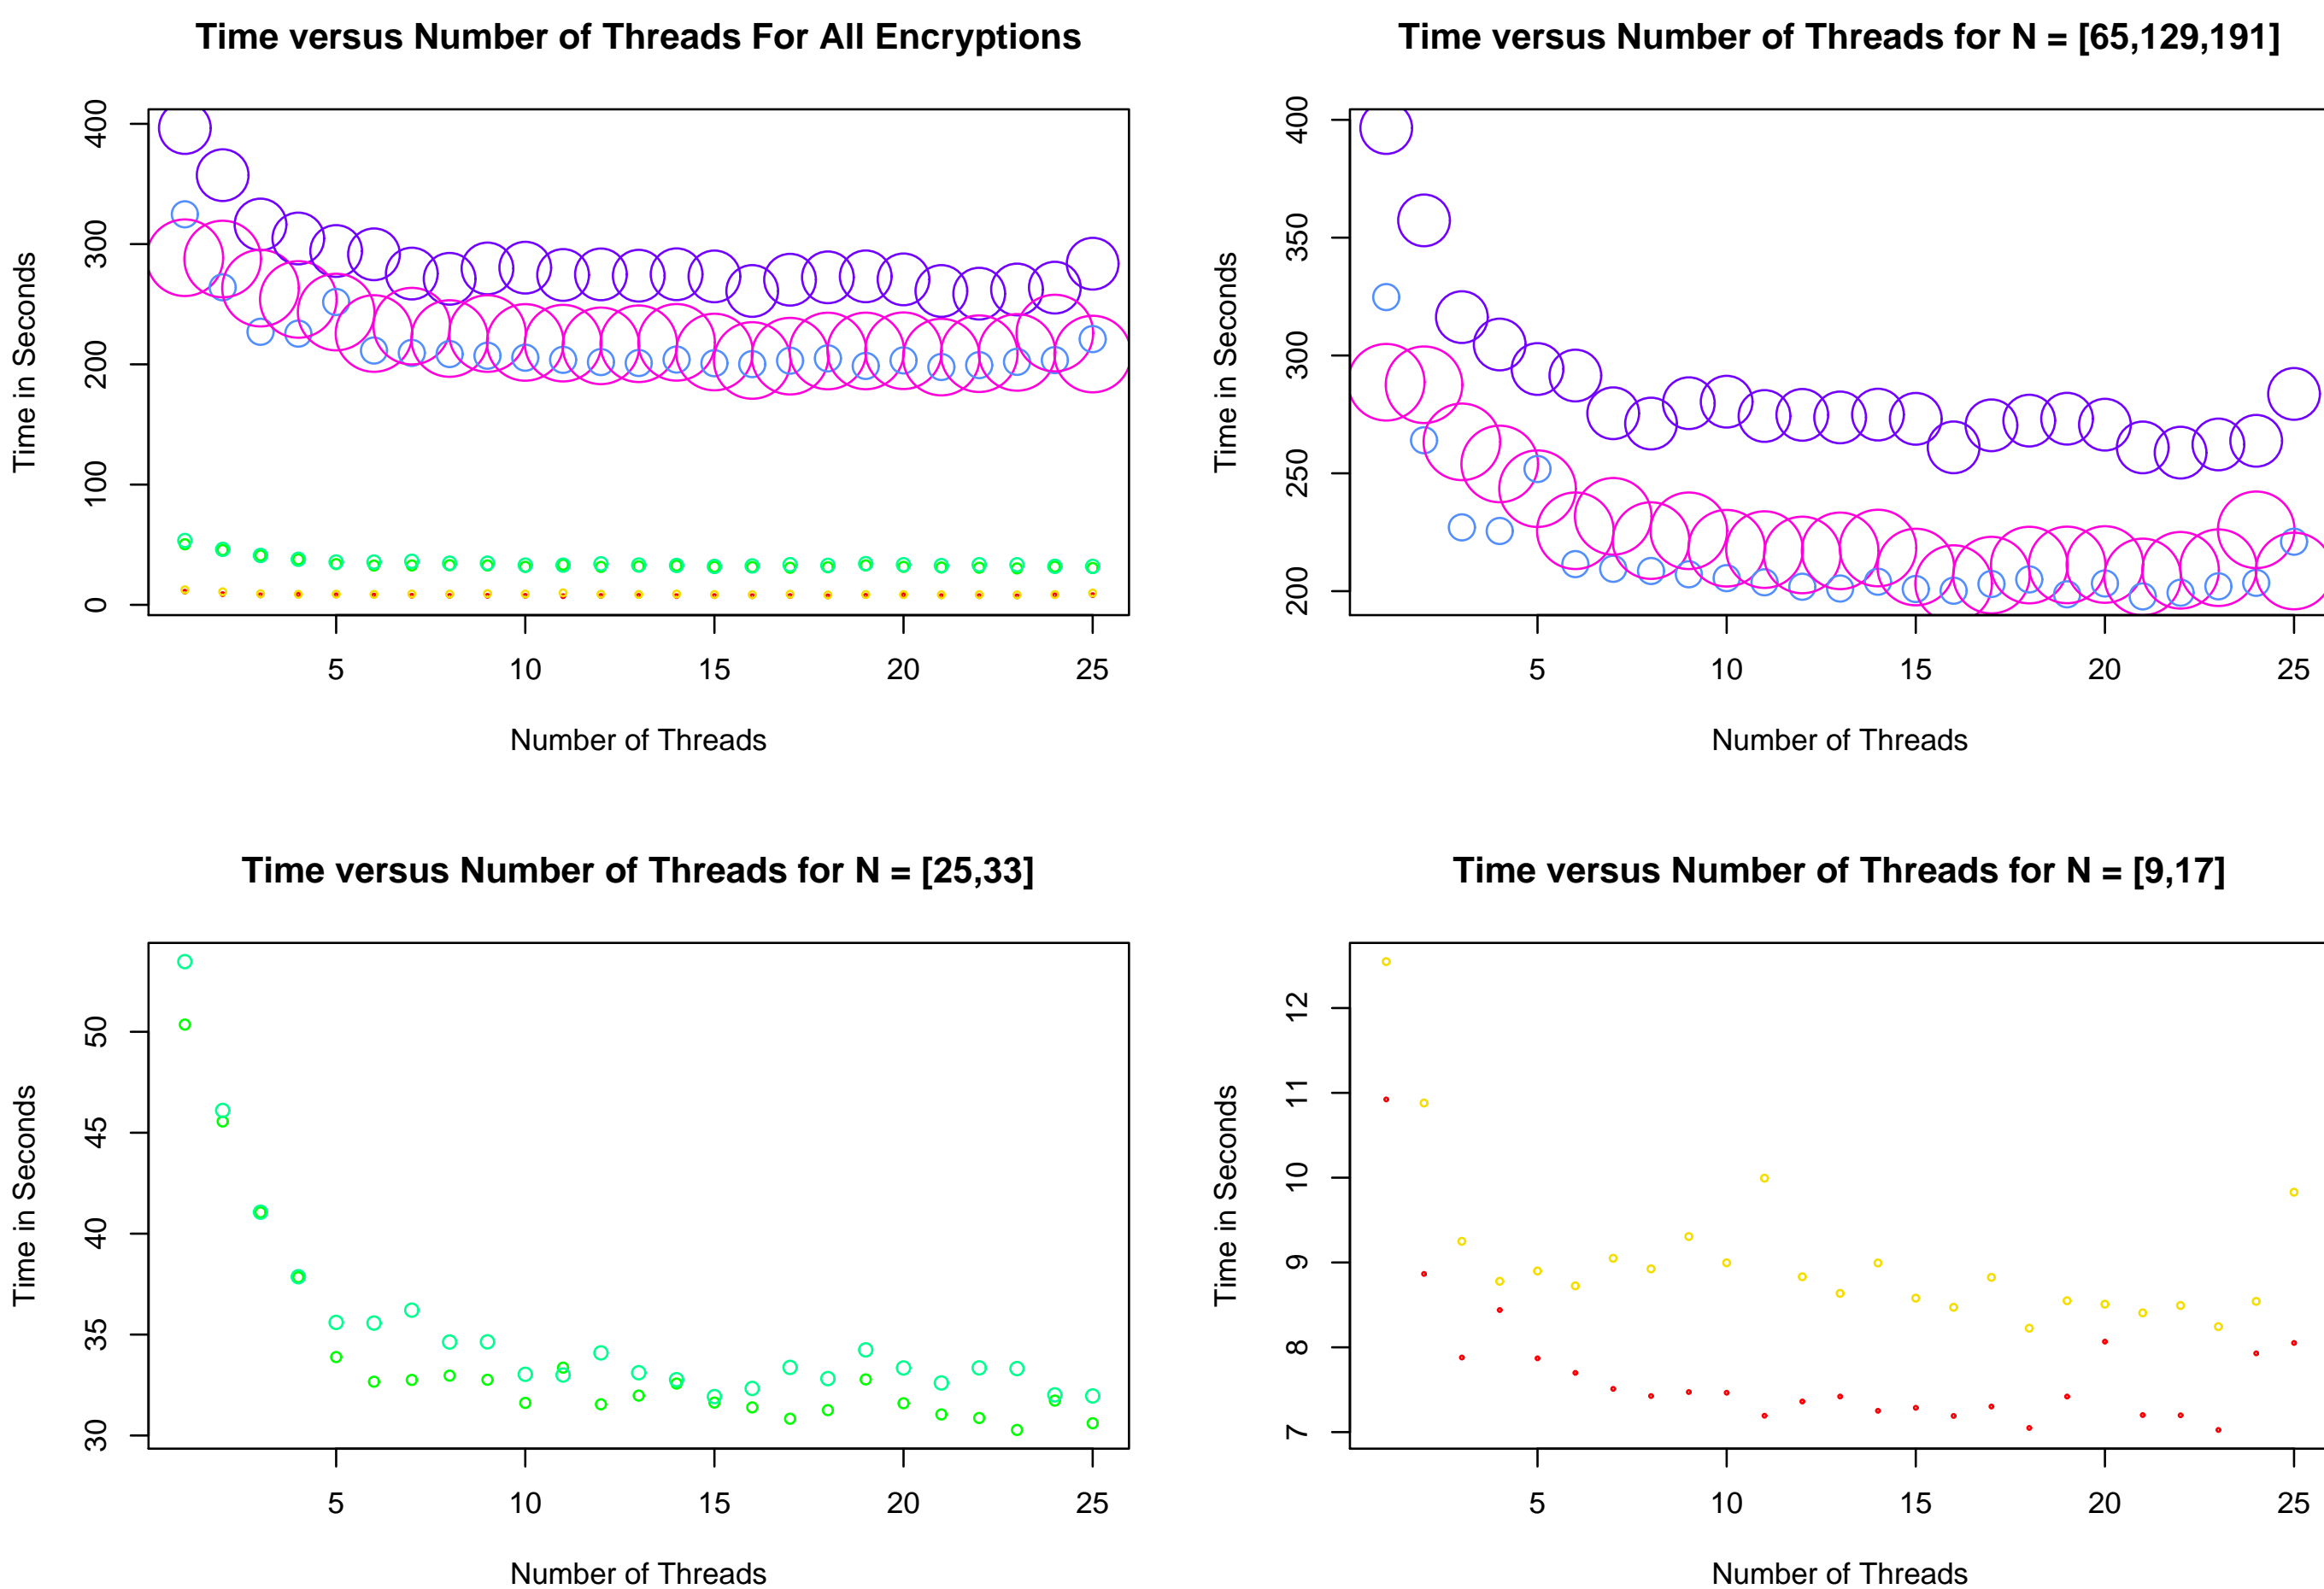 Time versus Number of Threads For All Encryptions
Time in Seconds
400
300
200
100
0
5 10 15 20 25
Number of Threads
Time versus Number of Threads for N = [65,129,191]
Time in Seconds
400
350
300
250
200
5 10 15 20 25
Number of Threads
Time versus Number of Threads for N = [25,33]
Time in Seconds
50
45
40
35
30
5 10 15 20 25
Number of Threads
Time versus Number of Threads for N = [9,17]
Time in Seconds
12
11
10
9
8
7
5 10 15 20 25
Number of Threads